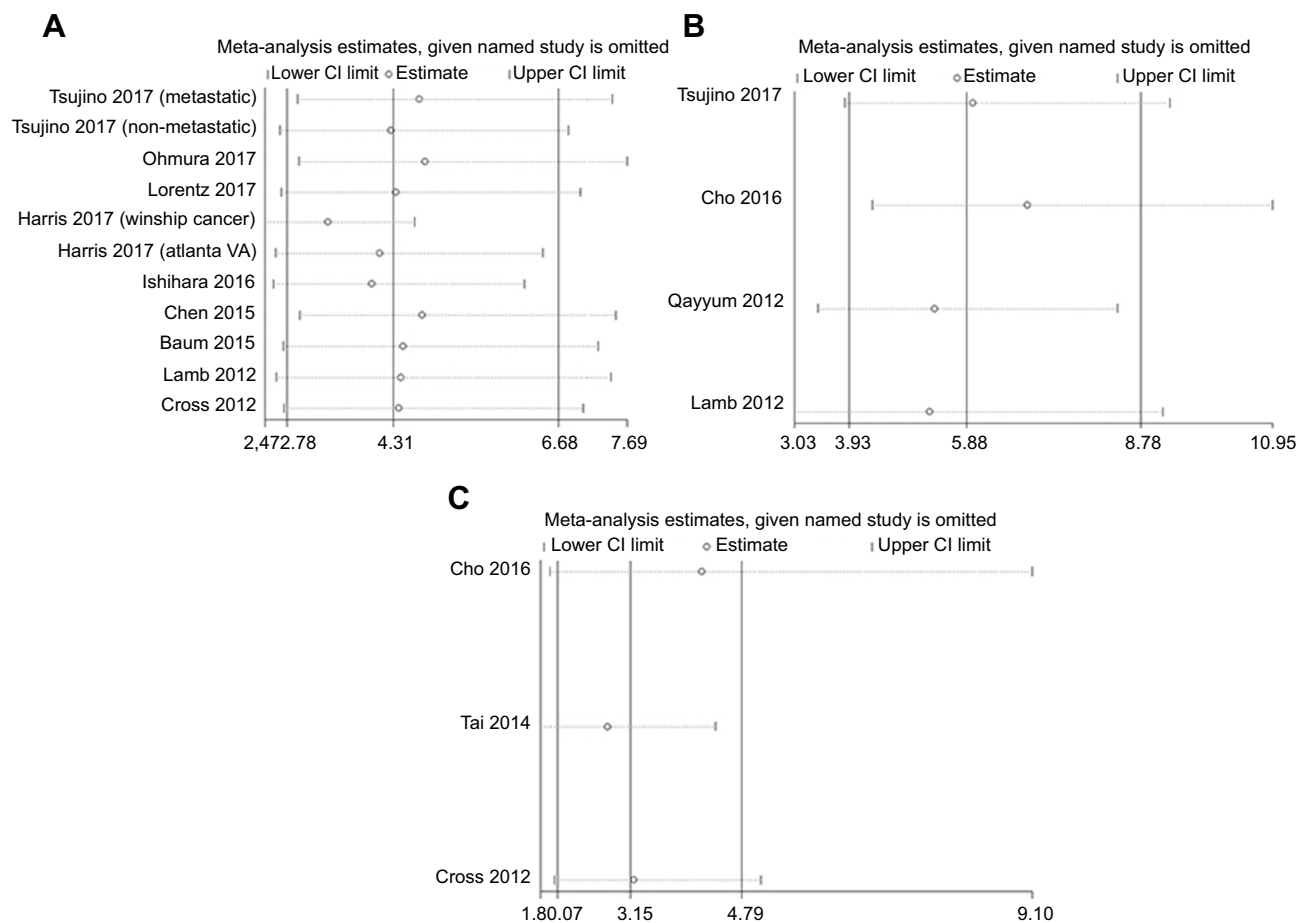 A
Meta-analysis estimates, given named study is omitted
Lower CI limit Estimate Upper CI limit
Tsujino 2017 (metastatic)
Tsujino 2017 (non-metastatic)
Ohmura 2017
Lorentz 2017
Harris 2017 (winship cancer)
Harris 2017 (atlanta VA)
Ishihara 2016
Chen 2015
Baum 2015
Lamb 2012
Cross 2012
2,472.78 4.31 6.68 7.69
B
Meta-analysis estimates, given named study is omitted
Lower CI limit Estimate Upper CI limit
Tsujino 2017
Cho 2016
Qayyum 2012
Lamb 2012
3.03 3.93 5.88 8.78 10.95
C
Meta-analysis estimates, given named study is omitted
Lower CI limit Estimate Upper CI limit
Cho 2016
Tai 2014
Cross 2012
1.80.07 3.15 4.79 9.10